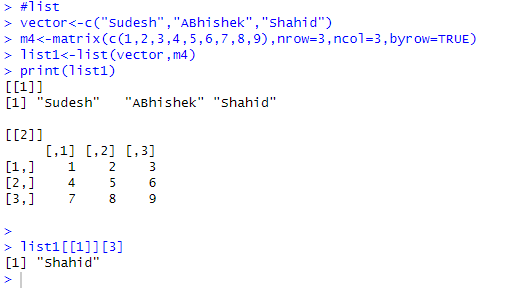 > #list
> vector<-c("Sudesh","ABhishek","Shahid")
> m4<-matrix(c(1,2,3,4,5,6,7,8,9),nrow=3,ncol=3,byrow=TRUE)
> list1<-list(vector,m4)
> print(list1)
[[1]]
[1] "Sudesh"   "ABhishek" "Shahid"
[[2]]
     [,1] [,2] [,3]
[1,]    1    2    3
[2,]    4    5    6
[3,]    7    8    9
>
> list1[[1]][3]
[1] "Shahid"
>